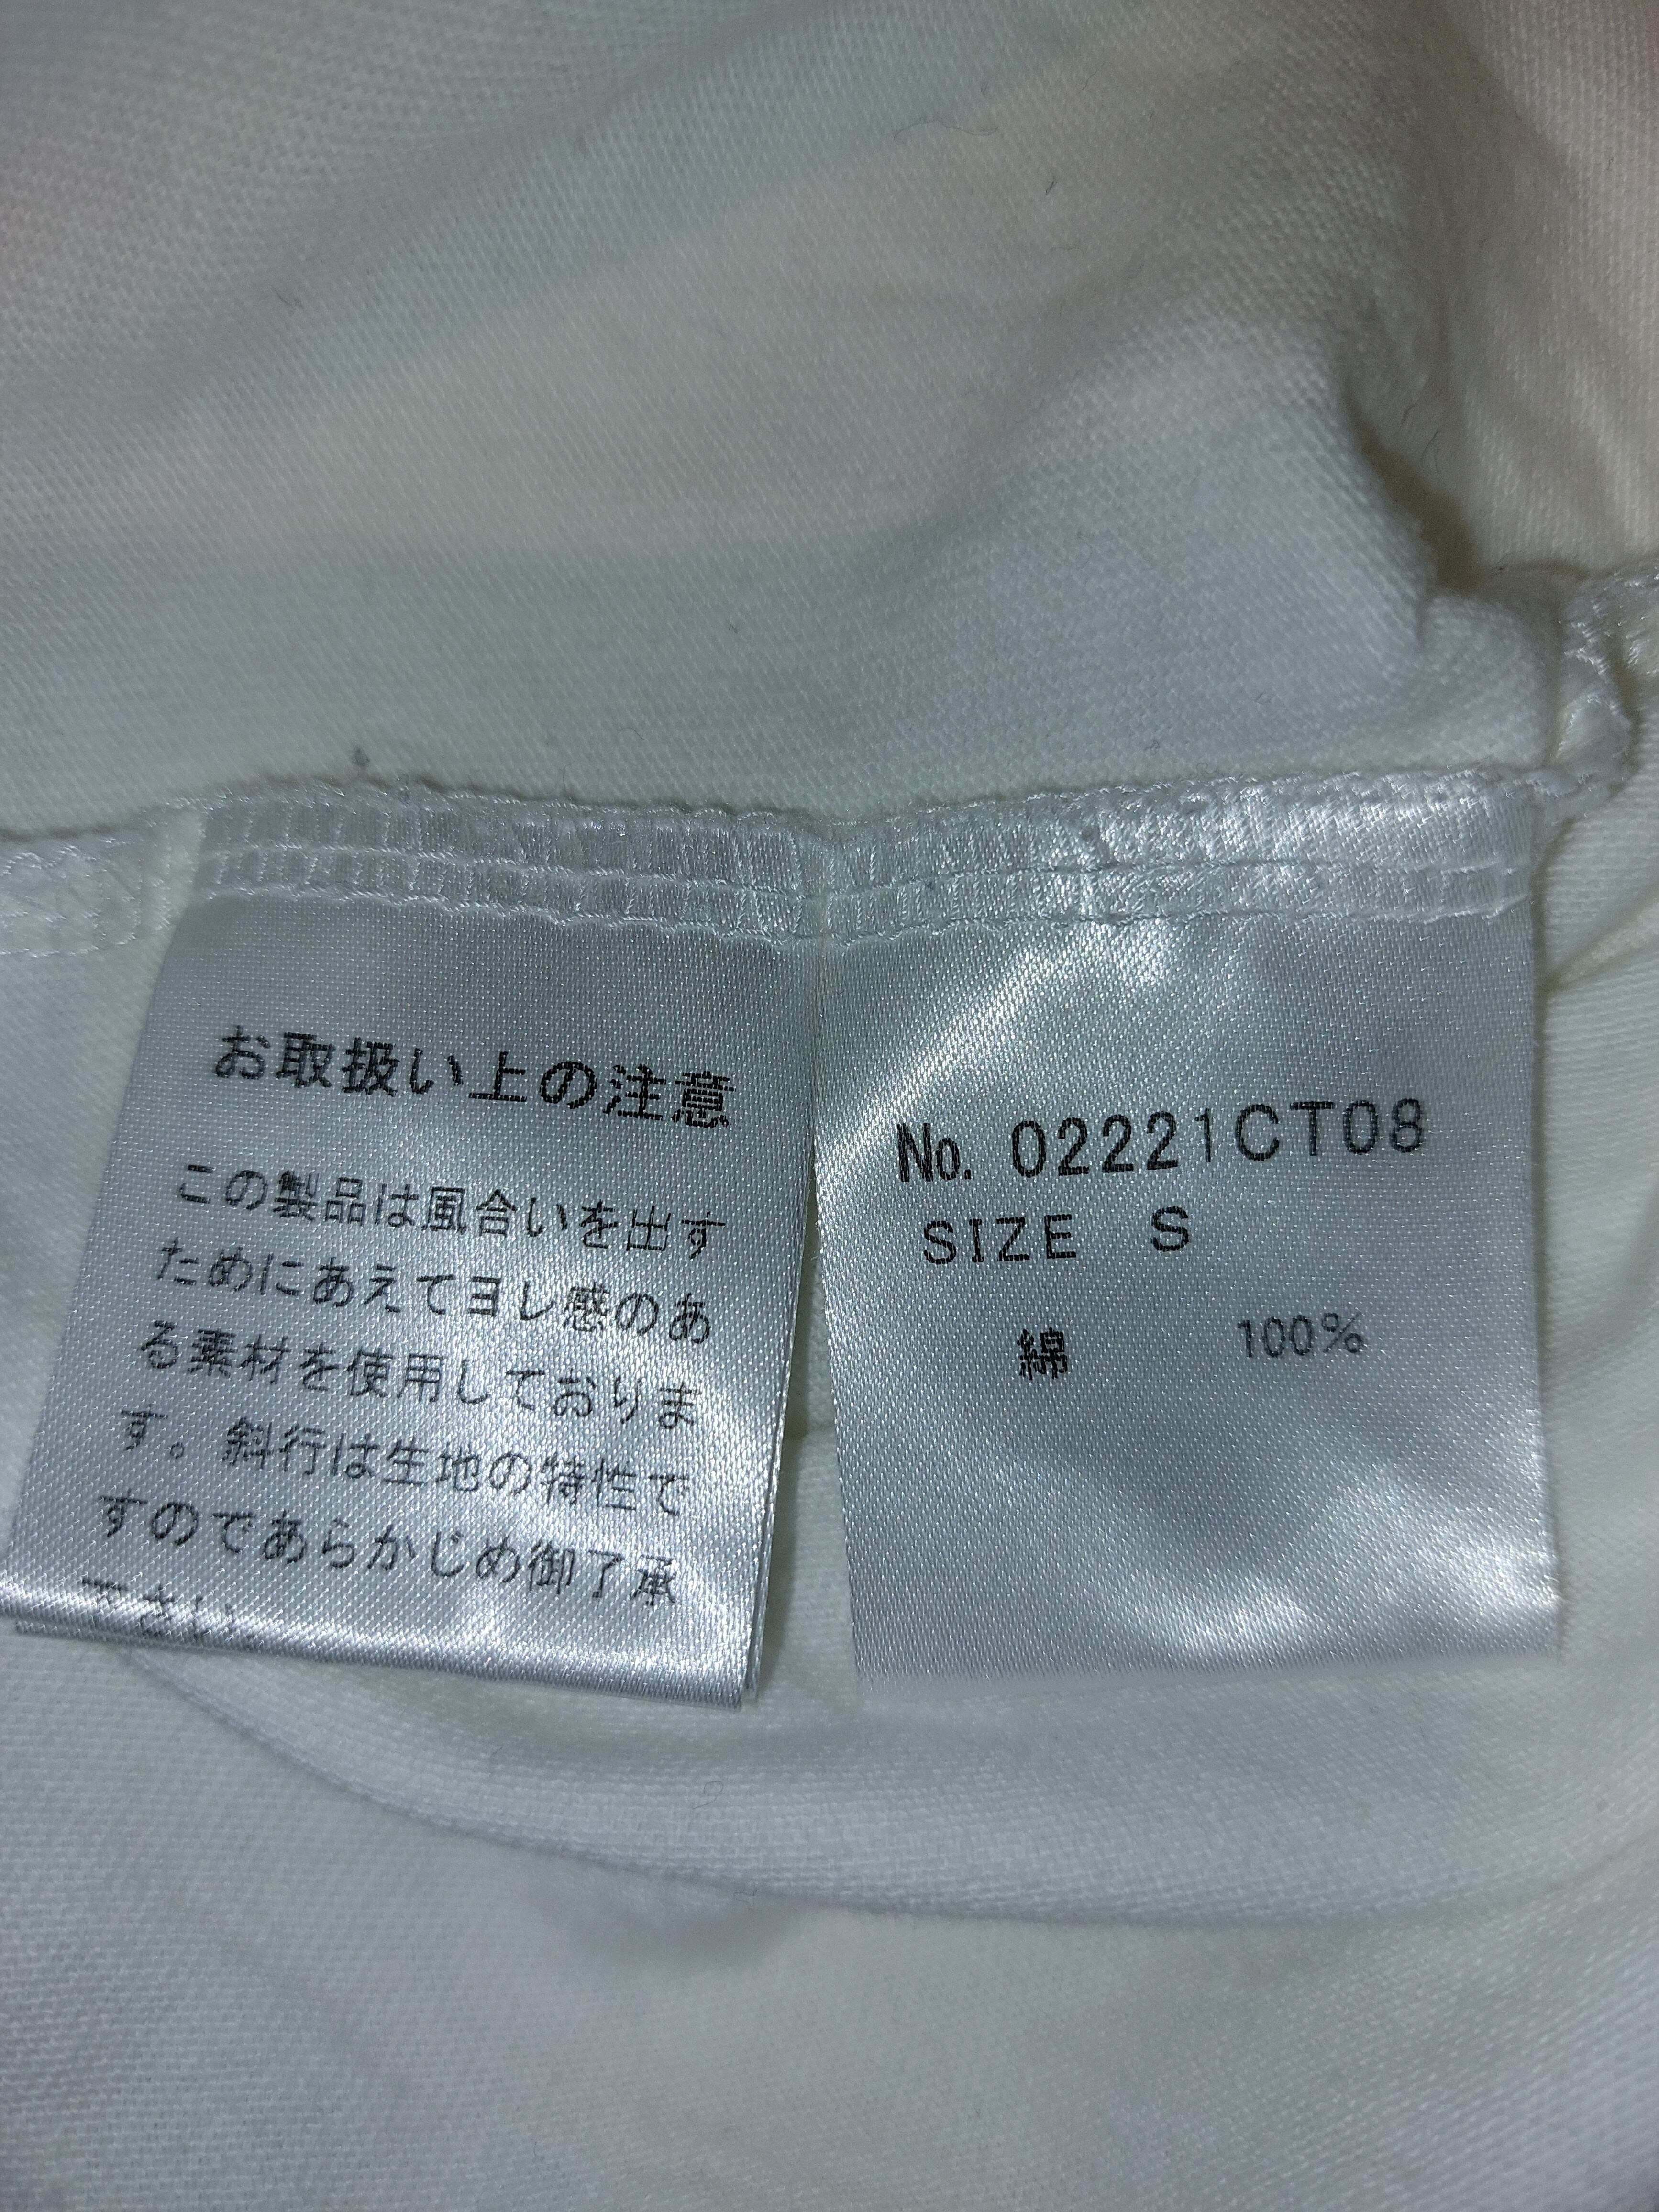 お取扱い上の注意
この製品は風合いを出す
ためにあえてヨレ感のあ
る素材を使用しておりま
す。斜行は生地の特性で
すのであらかじめ御了承
下さい
No. 02221CT08
SIZE S
綿 100%